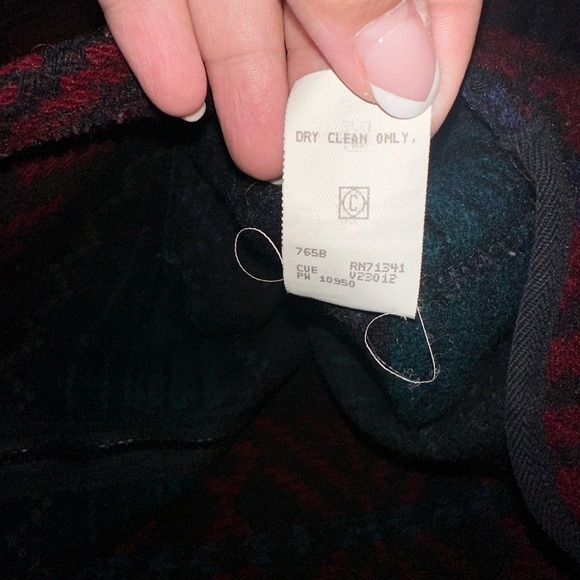 DRY CLEAN ONLY.
C
765B
CUE RN71341
PW 10950 V23012